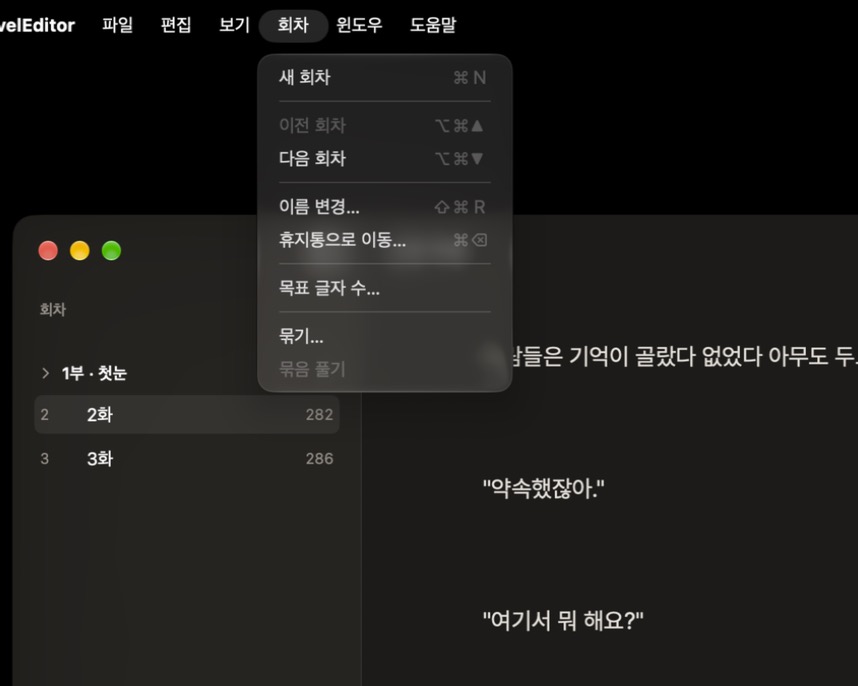 velEditor 파일 편집 보기 회차 윈도우 도움말
새 회차 ⌘ N
이전 회차 ⌥⌘▲
다음 회차 ⌥⌘▼
이름 변경... ⇧⌘ R
휴지통으로 이동... ⌘⌫
목표 글자 수...
묶기...
묶음 풀기
회차
1부 · 첫눈
2 2화 282
3 3화 286
람들은 기억이 골랐다 없었다 아무도 두
"약속했잖아."
"여기서 뭐 해요?"